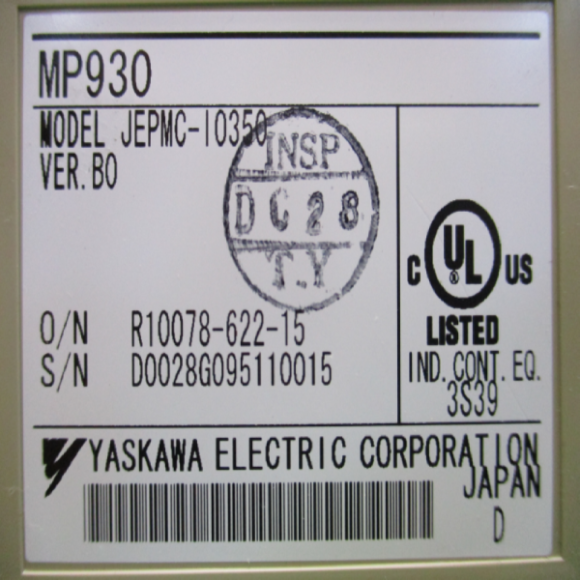 MP930
MODEL JEPMC-IO350
VER. B0
INSP
DC28
T.Y
O/N R10078-622-15
S/N D0028G095110015
C UL US
LISTED
IND. CONT. EQ.
3S39
YASKAWA ELECTRIC CORPORATION
JAPAN
D